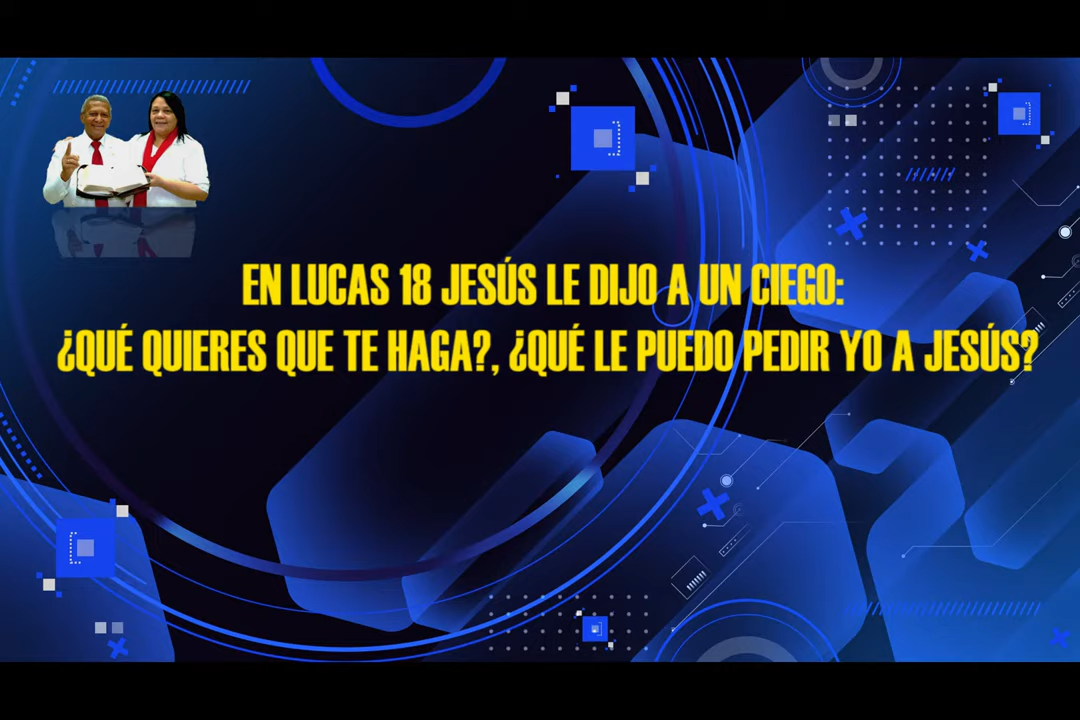 EN LUCAS 18 JESÚS LE DIJO A UN CIEGO:
¿QUÉ QUIERES QUE TE HAGA?, ¿QUÉ LE PUEDO PEDIR YO A JESÚS?